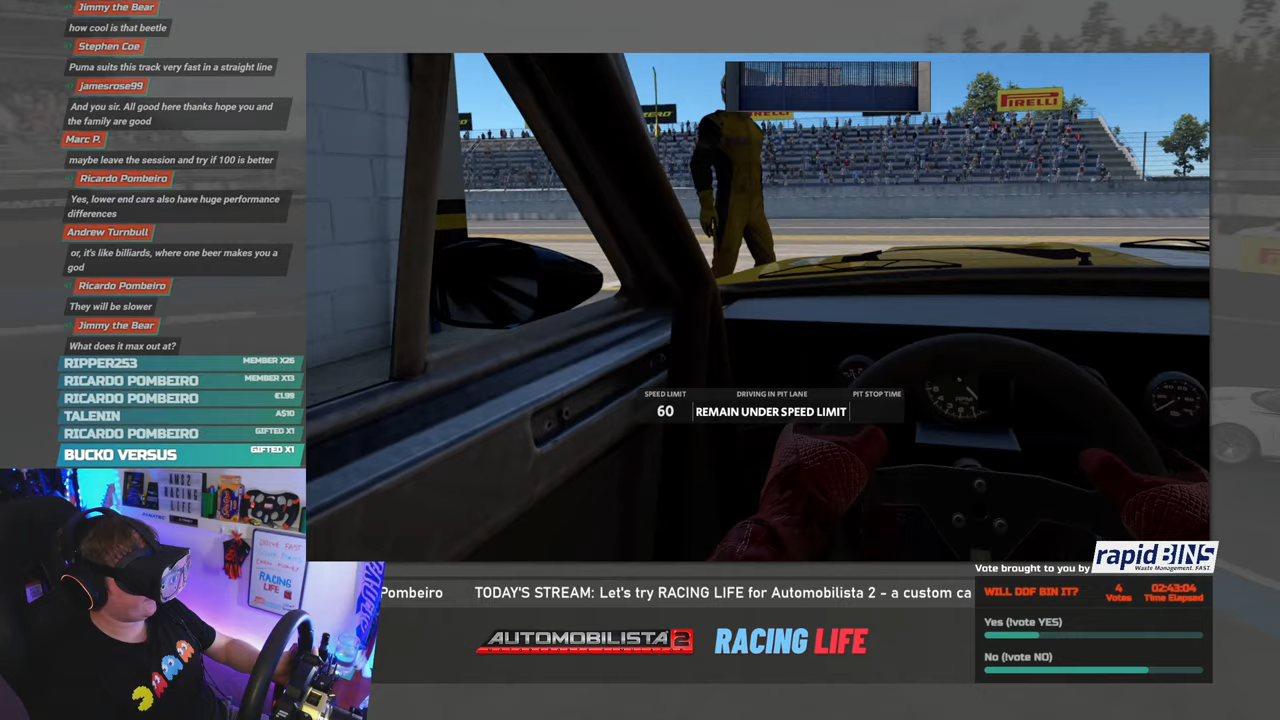 Jimmy the Bear
how cool is that beetle
Stephen Coe
Puma suits this track very fast in a straight line
jamesrose99
And you sir. All good here thanks hope you and
the family are good
Marc P.
maybe leave the session and try if 100 is better
Ricardo Pombeiro
Yes, lower end cars also have huge performance
differences
Andrew Turnbull
or, it's like billiards, where one beer makes you a
god
Ricardo Pombeiro
They will be slower
Jimmy the Bear
What does it max out at?
RIPPER253 MEMBER X26
RICARDO POMBEIRO MEMBER X13
RICARDO POMBEIRO €1.99
TALENIN A$10
RICARDO POMBEIRO GIFTED X1
BUCKO VERSUS GIFTED X1
PIRELLI
SPEED LIMIT DRIVING IN PIT LANE PIT STOP TIME
60 REMAIN UNDER SPEED LIMIT
AMS2
RACING
LIFE
RACING
LIFE
Pombeiro TODAY'S STREAM: Let's try RACING LIFE for Automobilista 2 - a custom ca
AUTOMOBILISTA 2 RACING LIFE
Vote brought to you by rapidBINS
Waste Management. FAST.
WILL DOF BIN IT? 4 Votes 02:43:04 Time Elapsed
Yes (!vote YES)
No (!vote NO)